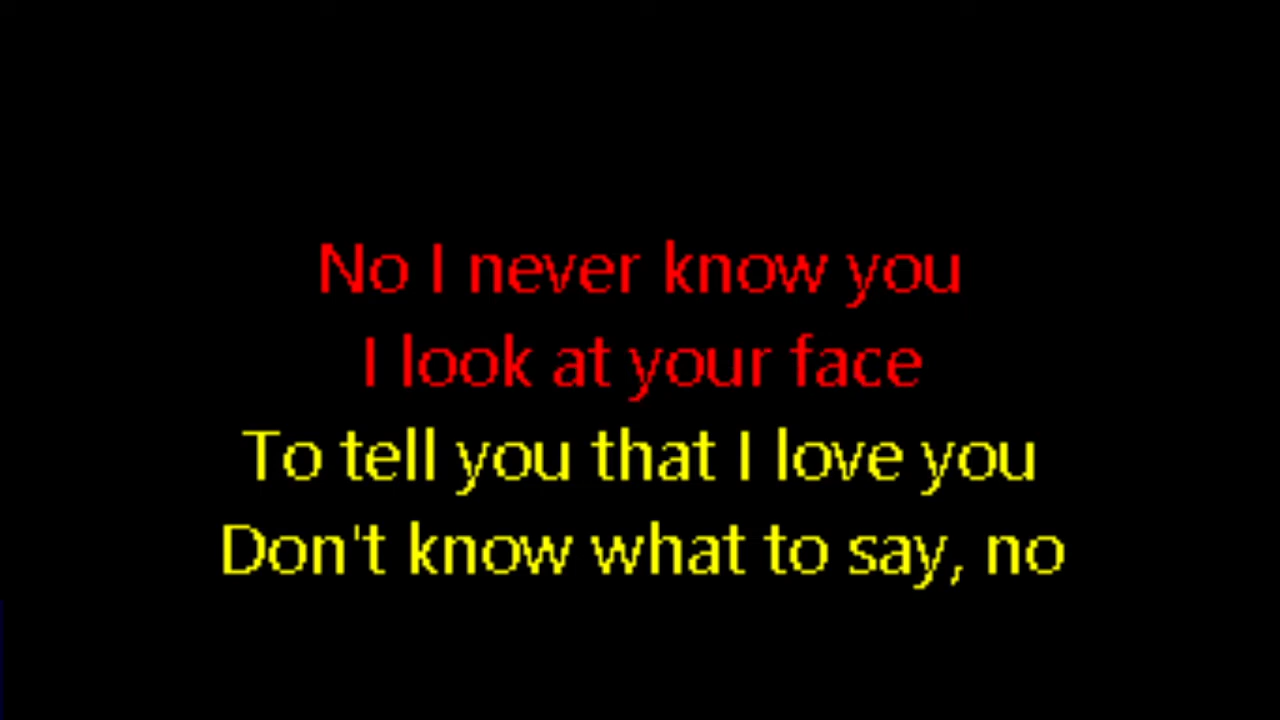 No I never know you
I look at your face
To tell you that I love you
Don't know what to say, no